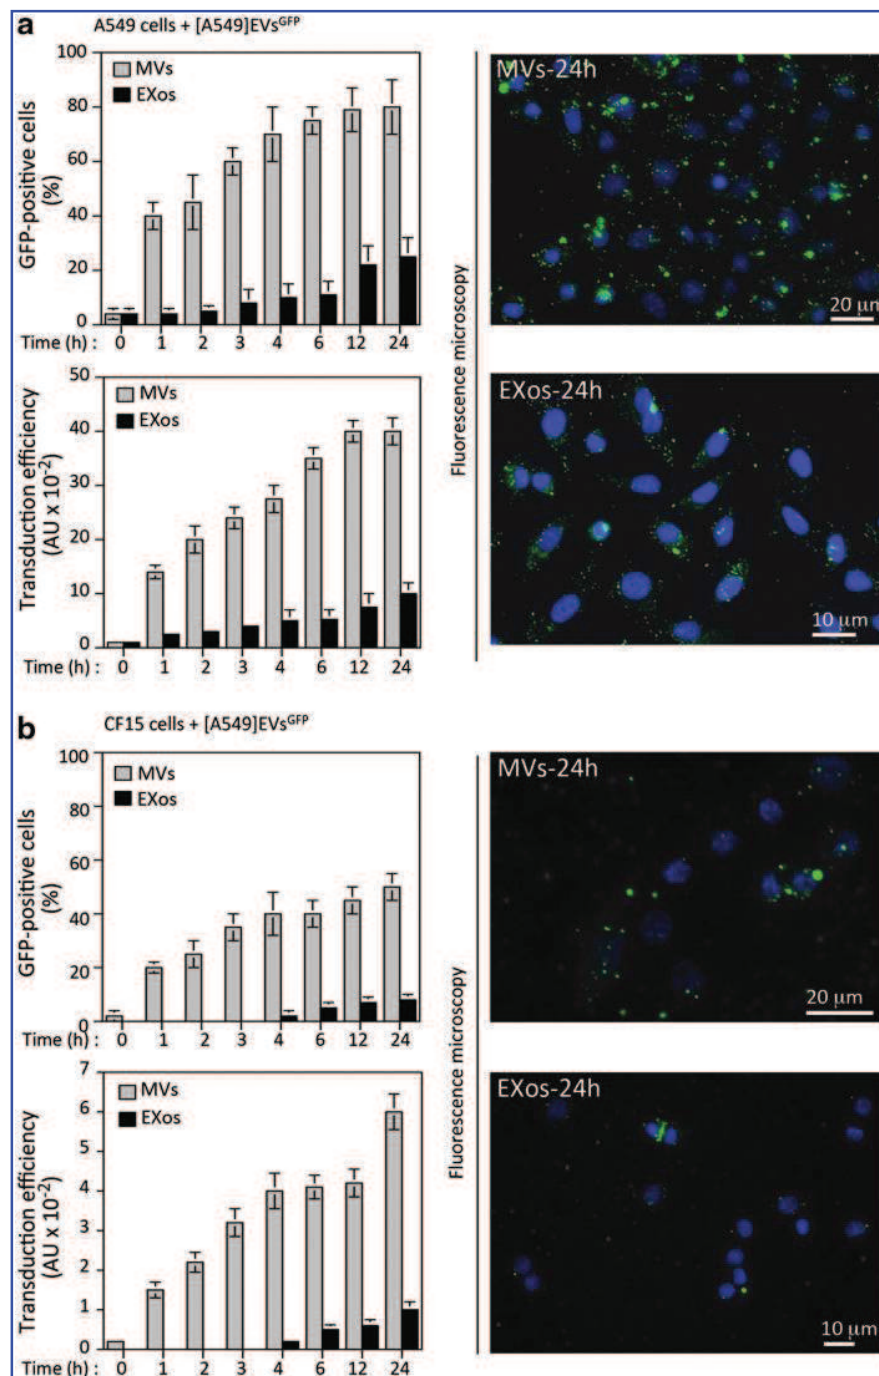 a
A549 cells + [A549]EVsGFP
MVs
EXos
GFP-positive cells
(%)
100
80
60
40
20
0
Time (h) : 0 1 2 3 4 6 12 24
MVs
EXos
Transduction efficiency
(AU x 10-2)
50
40
30
20
10
0
Time (h) : 0 1 2 3 4 6 12 24
Fluorescence microscopy
MVs-24h
20 μm
EXos-24h
10 μm
b
CF15 cells + [A549]EVsGFP
MVs
EXos
GFP-positive cells
(%)
100
80
60
40
20
0
Time (h) : 0 1 2 3 4 6 12 24
MVs
EXos
Transduction efficiency
(AU x 10-2)
7
6
5
4
3
2
1
0
Time (h) : 0 1 2 3 4 6 12 24
Fluorescence microscopy
MVs-24h
20 μm
EXos-24h
10 μm